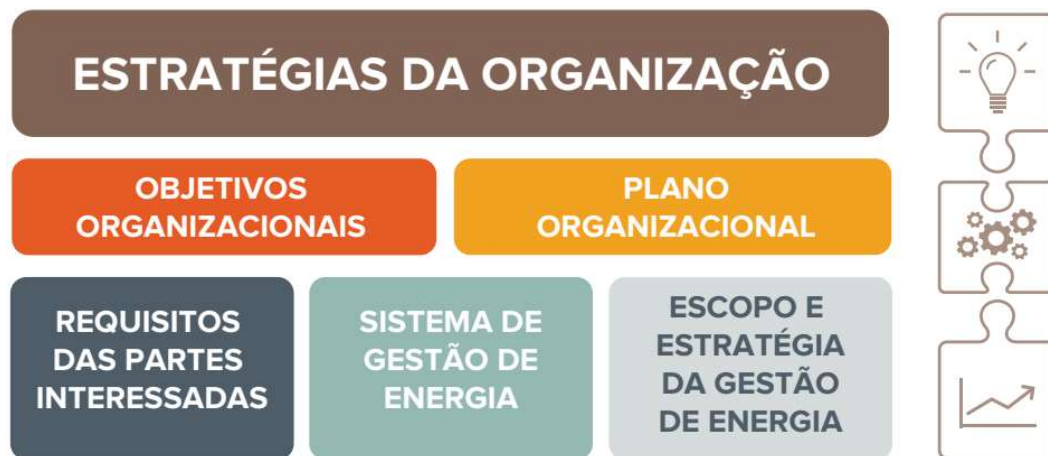 ESTRATÉGIAS DA ORGANIZAÇÃO
OBJETIVOS
ORGANIZACIONAIS
PLANO
ORGANIZACIONAL
REQUISITOS
DAS PARTES
INTERESSADAS
SISTEMA DE
GESTÃO DE
ENERGIA
ESCOPO E
ESTRATÉGIA
DA GESTÃO
DE ENERGIA